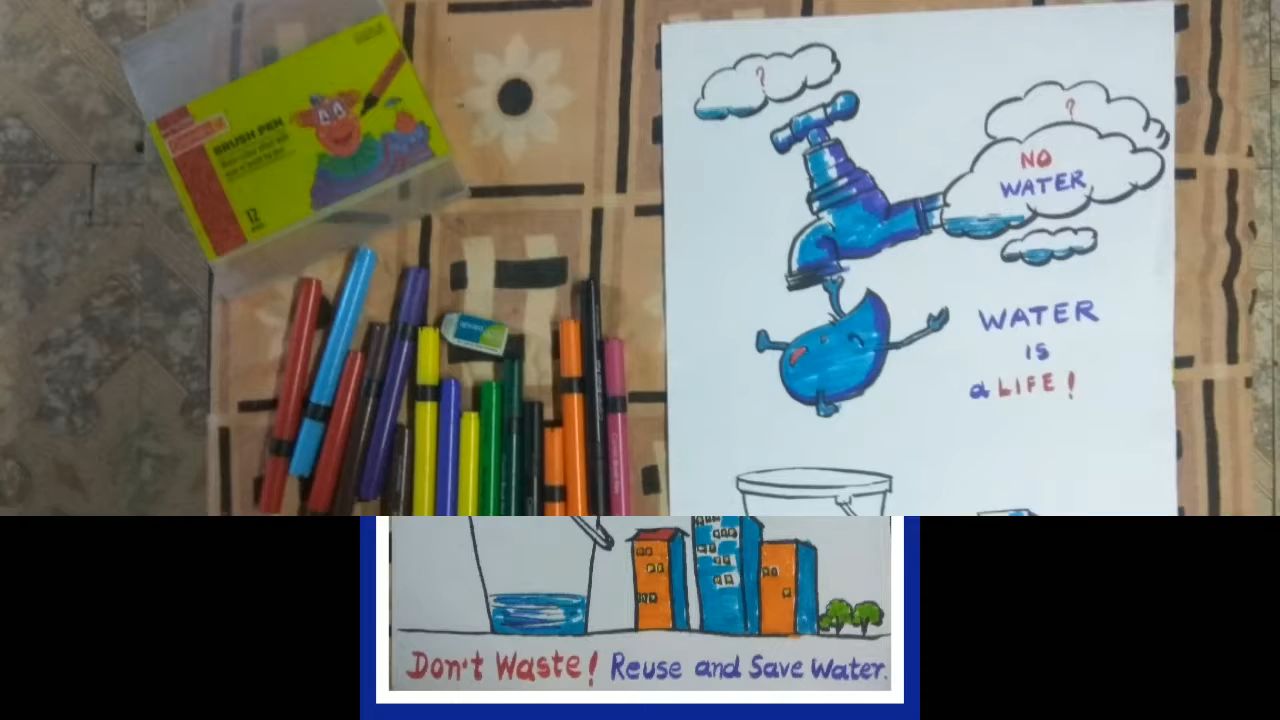 BRUSH PEN
12
?
?
NO
WATER
WATER
IS
a LIFE!
Don't Waste! Reuse and Save Water.